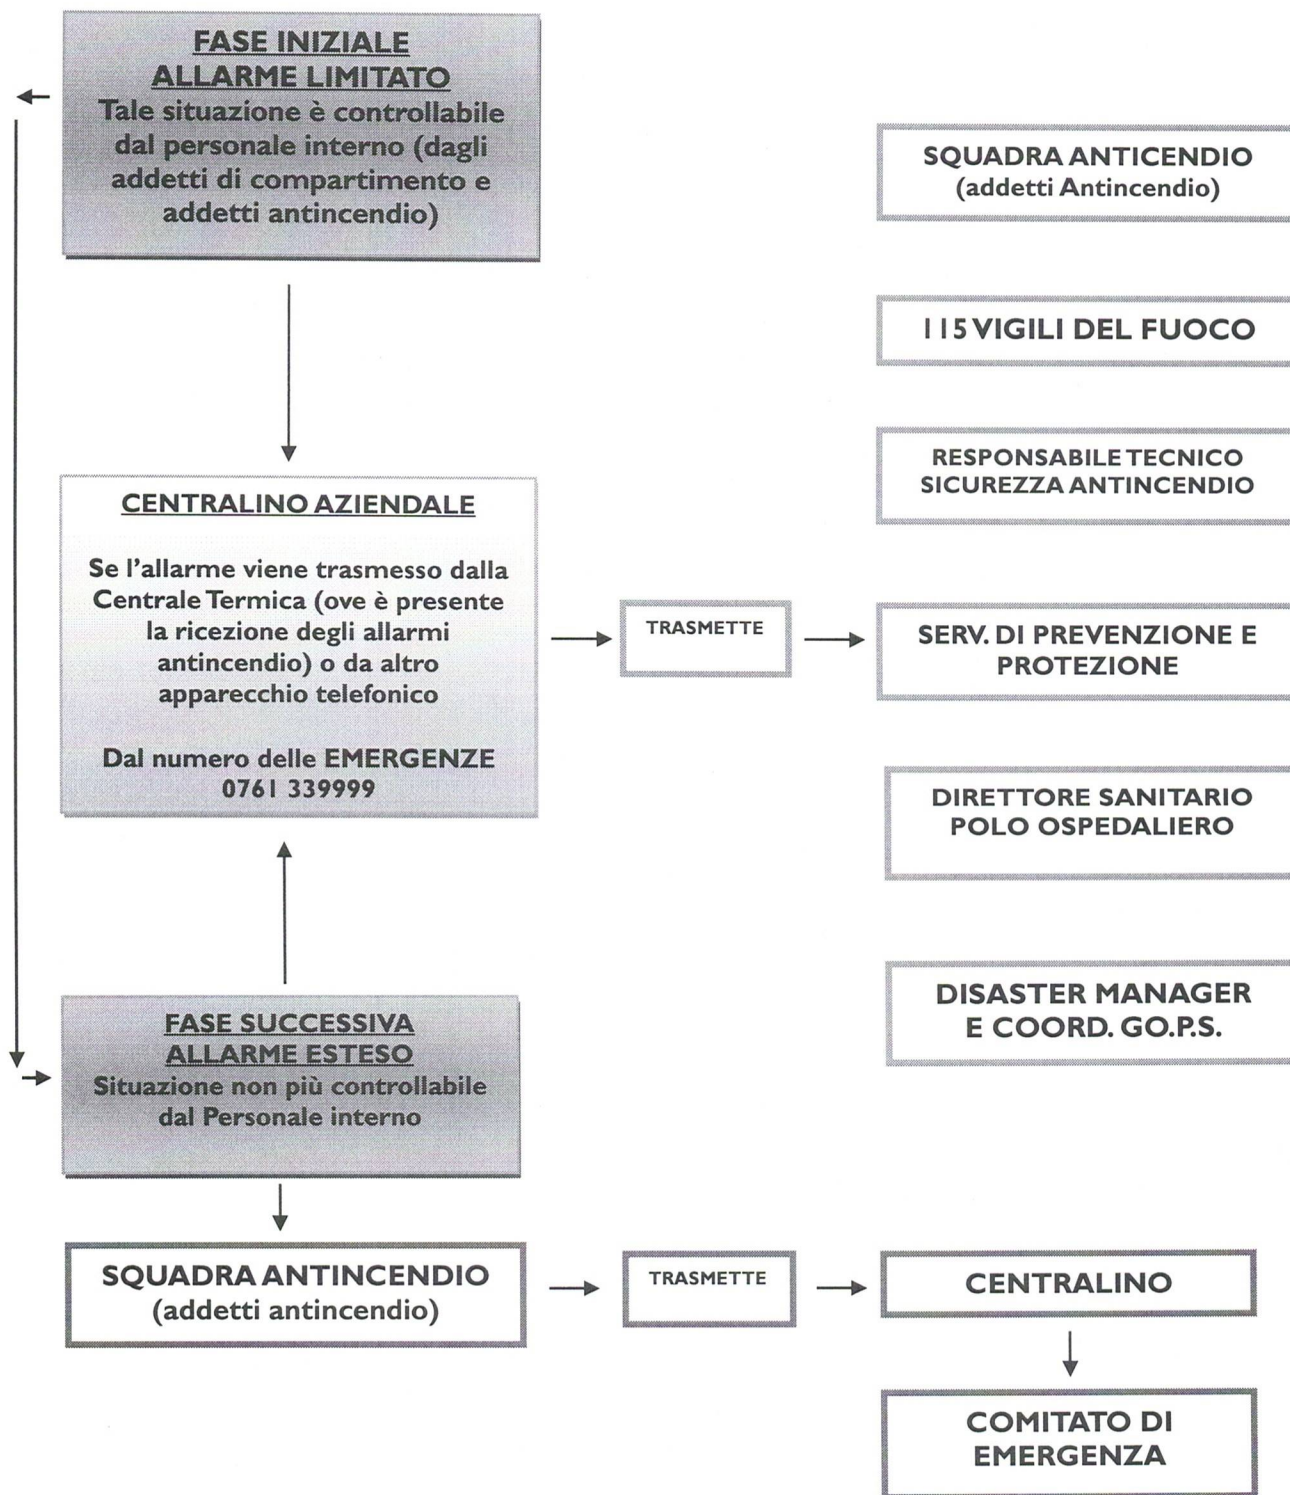 FASE INIZIALE
ALLARME LIMITATO
Tale situazione è controllabile
dal personale interno (dagli
addetti di compartimento e
addetti antincendio)
SQUADRA ANTICENDIO
(addetti Antincendio)
115 VIGILI DEL FUOCO
RESPONSABILE TECNICO
SICUREZZA ANTINCENDIO
CENTRALINO AZIENDALE
Se l'allarme viene trasmesso dalla
Centrale Termica (ove è presente
la ricezione degli allarmi
antincendio) o da altro
apparecchio telefonico
Dal numero delle EMERGENZE
0761 339999
TRASMETTE
SERV. DI PREVENZIONE E
PROTEZIONE
DIRETTORE SANITARIO
POLO OSPEDALIERO
DISASTER MANAGER
E COORD. GO.P.S.
FASE SUCCESSIVA
ALLARME ESTESO
Situazione non più controllabile
dal Personale interno
SQUADRA ANTINCENDIO
(addetti antincendio)
TRASMETTE
CENTRALINO
COMITATO DI
EMERGENZA